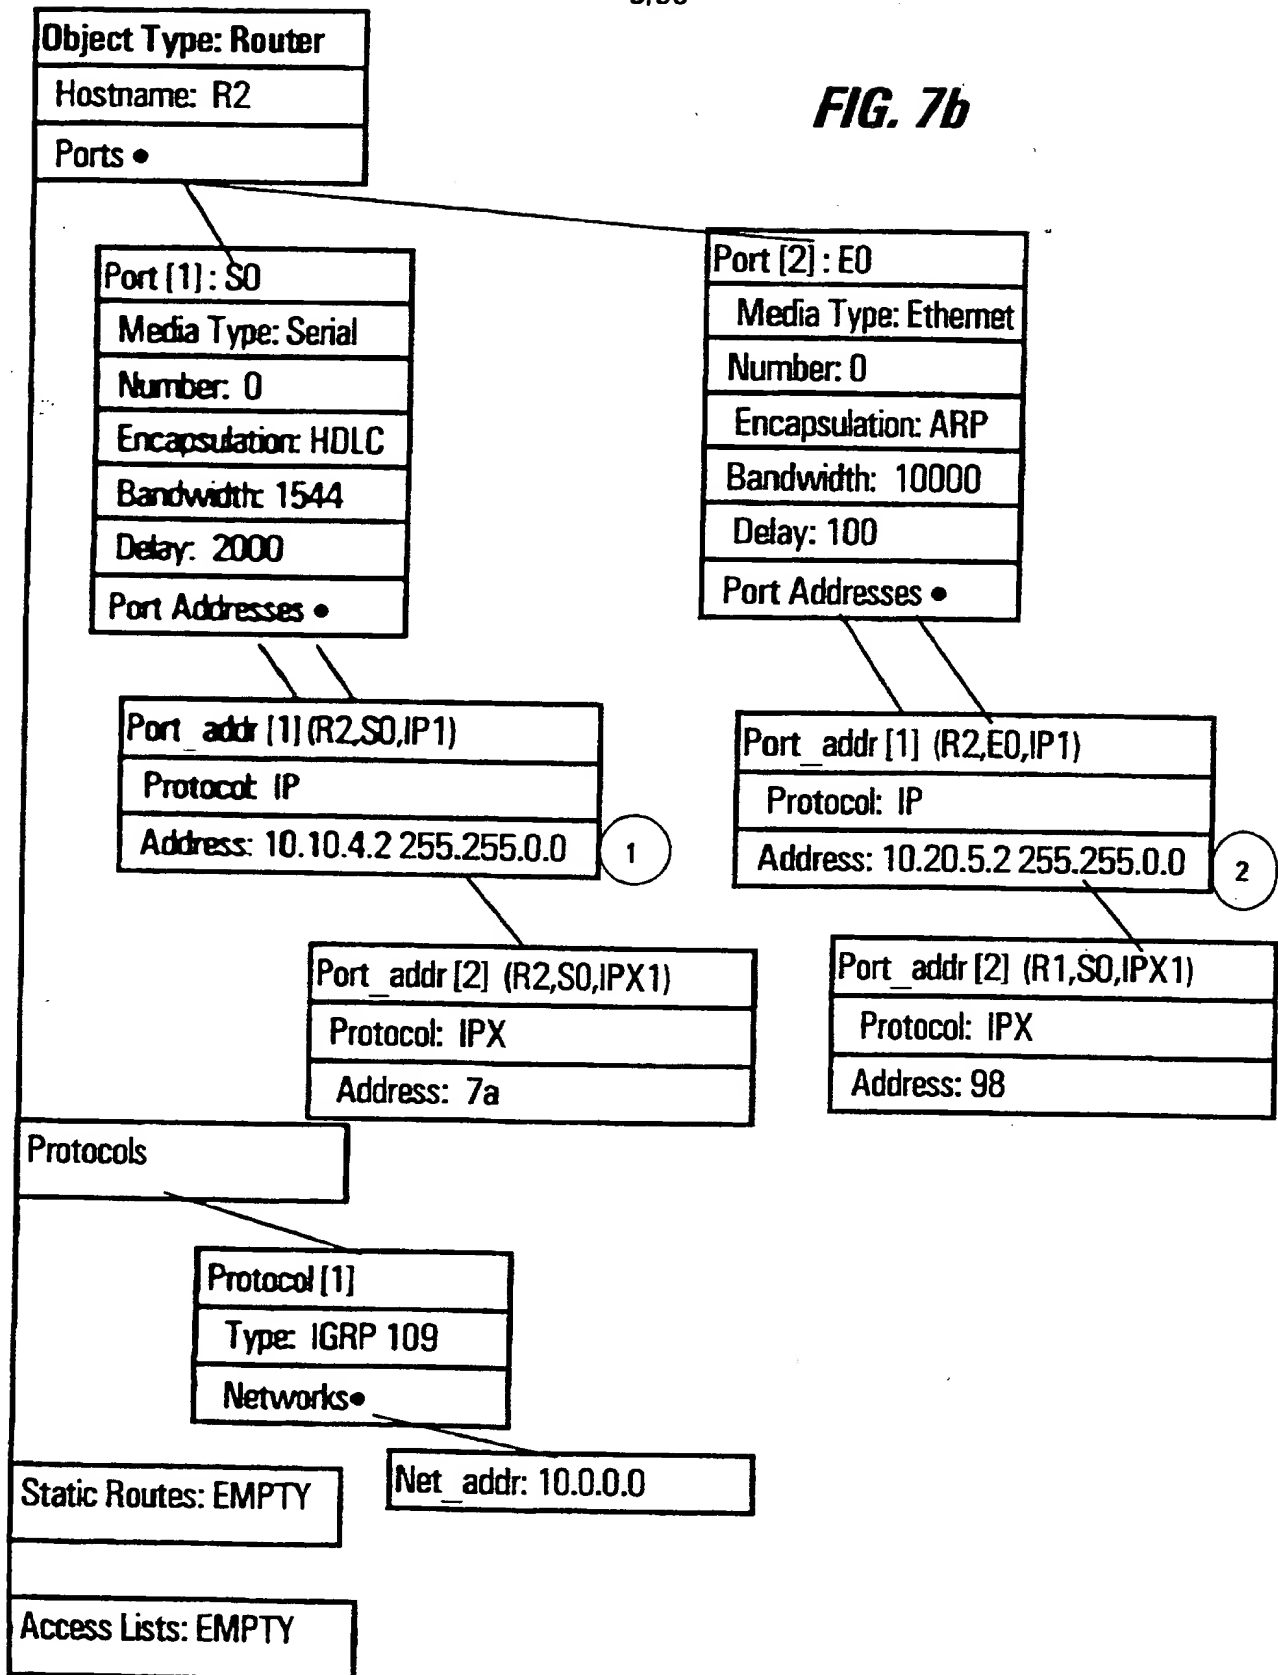 Object Type: Router
Hostname: R2
Ports •
FIG. 7b
Port [1] : S0
Media Type: Serial
Number: 0
Encapsulation: HDLC
Bandwidth: 1544
Delay: 2000
Port Addresses •
Port [2] : E0
Media Type: Ethernet
Number: 0
Encapsulation: ARP
Bandwidth: 10000
Delay: 100
Port Addresses •
Port_addr [1] (R2,S0,IP1)
Protocol: IP
Address: 10.10.4.2 255.255.0.0
1
Port_addr [1] (R2,E0,IP1)
Protocol: IP
Address: 10.20.5.2 255.255.0.0
2
Port_addr [2] (R2,S0,IPX1)
Protocol: IPX
Address: 7a
Port_addr [2] (R1,S0,IPX1)
Protocol: IPX
Address: 98
Protocols
Protocol [1]
Type: IGRP 109
Networks•
Net_addr: 10.0.0.0
Static Routes: EMPTY
Access Lists: EMPTY